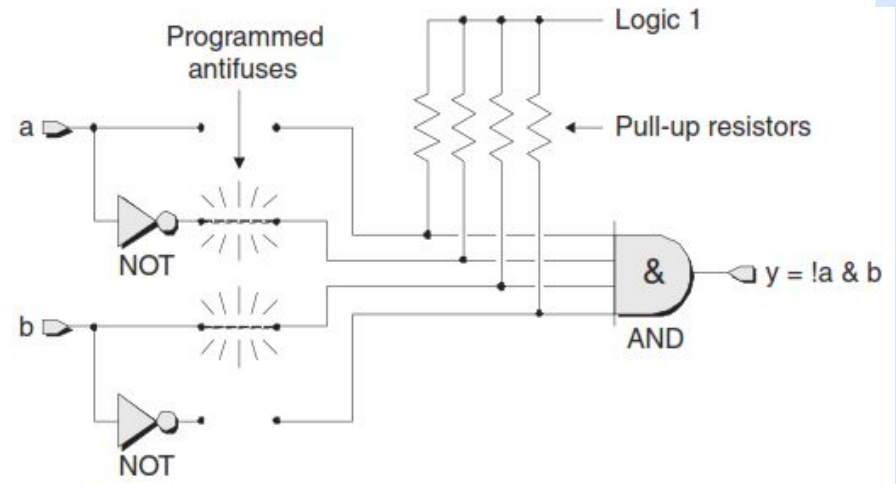 Logic 1
Programmed
antifuses
a
Pull-up resistors
NOT
&
y = !a & b
b
AND
NOT